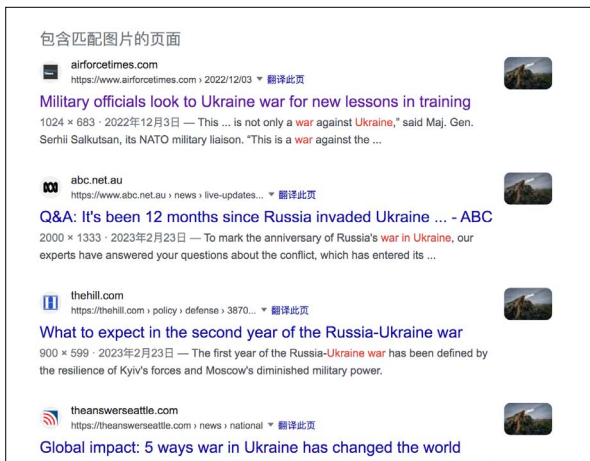 包含匹配图片的页面
airforcetimes.com
https://www.airforcetimes.com › 2022/12/03 ▼ 翻译此页
Military officials look to Ukraine war for new lessons in training
1024 × 683 · 2022年12月3日 — This ... is not only a war against Ukraine,” said Maj. Gen.
Serhii Salkutsan, its NATO military liaison. “This is a war against the ...
abc.net.au
https://www.abc.net.au › news › live-updates... ▼ 翻译此页
Q&A: It's been 12 months since Russia invaded Ukraine ... - ABC
2000 × 1333 · 2023年2月23日 — To mark the anniversary of Russia's war in Ukraine, our
experts have answered your questions about the conflict, which has entered its ...
thehill.com
https://thehill.com › policy › defense › 3870... ▼ 翻译此页
What to expect in the second year of the Russia-Ukraine war
900 × 599 · 2023年2月23日 — The first year of the Russia-Ukraine war has been defined by
the resilience of Kyiv's forces and Moscow's diminished military power.
theanswerseattle.com
https://theanswerseattle.com › news › national ▼ 翻译此页
Global impact: 5 ways war in Ukraine has changed the world